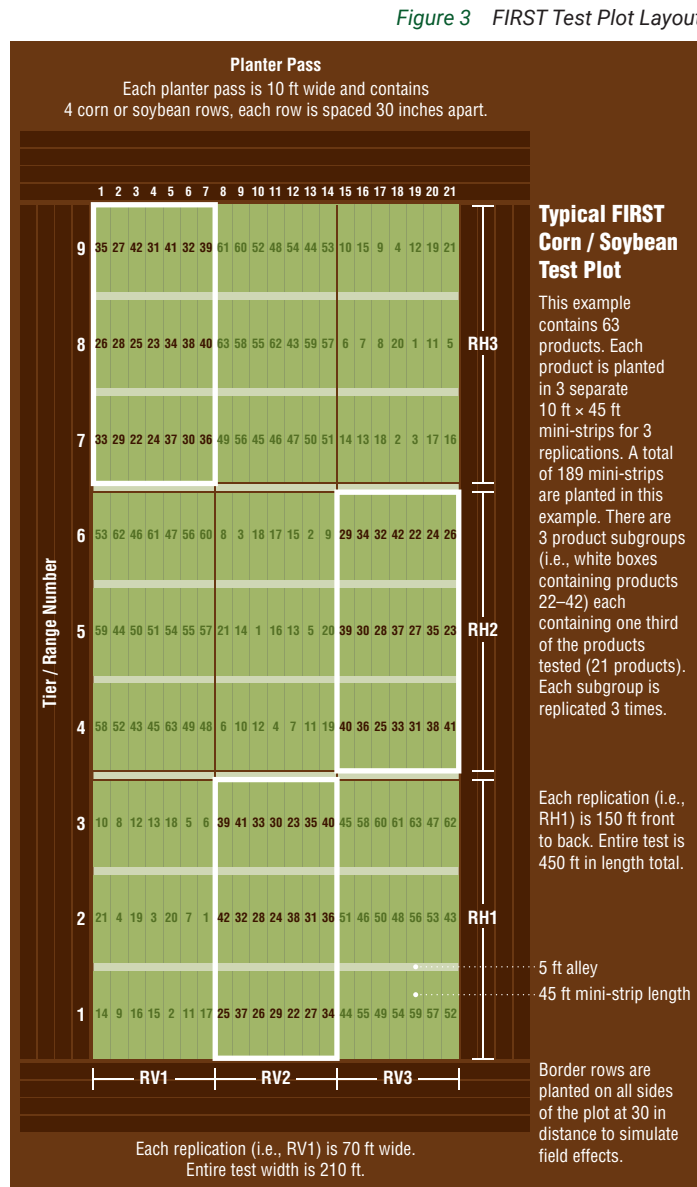 Figure 3 FIRST Test Plot Layout
Planter Pass
Each planter pass is 10 ft wide and contains
4 corn or soybean rows, each row is spaced 30 inches apart.
1 2 3 4 5 6 7 8 9 10 11 12 13 14 15 16 17 18 19 20 21
9 35 27 42 31 41 32 39 61 60 52 48 54 44 53 10 15 9 4 12 19 21
8 26 28 25 23 34 38 40 63 58 55 62 43 59 57 6 7 8 20 1 11 5
RH3
7 33 29 22 24 37 30 36 49 56 45 46 47 50 51 14 13 18 2 3 17 16
6 53 62 46 61 47 56 60 8 3 18 17 15 2 9 29 34 32 42 22 24 26
5 59 44 50 51 54 55 57 21 14 1 16 13 5 20 39 30 28 37 27 35 23
RH2
4 58 52 43 45 63 49 48 6 10 12 4 7 11 19 40 36 25 33 31 38 41
3 10 8 12 13 18 5 6 39 41 33 30 23 35 40 45 58 60 61 63 47 62
2 21 4 19 3 20 7 1 42 32 28 24 38 31 36 51 46 50 48 56 53 43
RH1
1 14 9 16 15 2 11 17 25 37 26 29 22 27 34 44 55 49 54 59 57 52
Tier / Range Number
RV1 RV2 RV3
Each replication (i.e., RV1) is 70 ft wide.
Entire test width is 210 ft.
Typical FIRST
Corn / Soybean
Test Plot
This example
contains 63
products. Each
product is planted
in 3 separate
10 ft × 45 ft
mini-strips for 3
replications. A total
of 189 mini-strips
are planted in this
example. There are
3 product subgroups
(i.e., white boxes
containing products
22–42) each
containing one third
of the products
tested (21 products).
Each subgroup is
replicated 3 times.
Each replication (i.e.,
RH1) is 150 ft front
to back. Entire test is
450 ft in length total.
5 ft alley
45 ft mini-strip length
Border rows are
planted on all sides
of the plot at 30 in
distance to simulate
field effects.